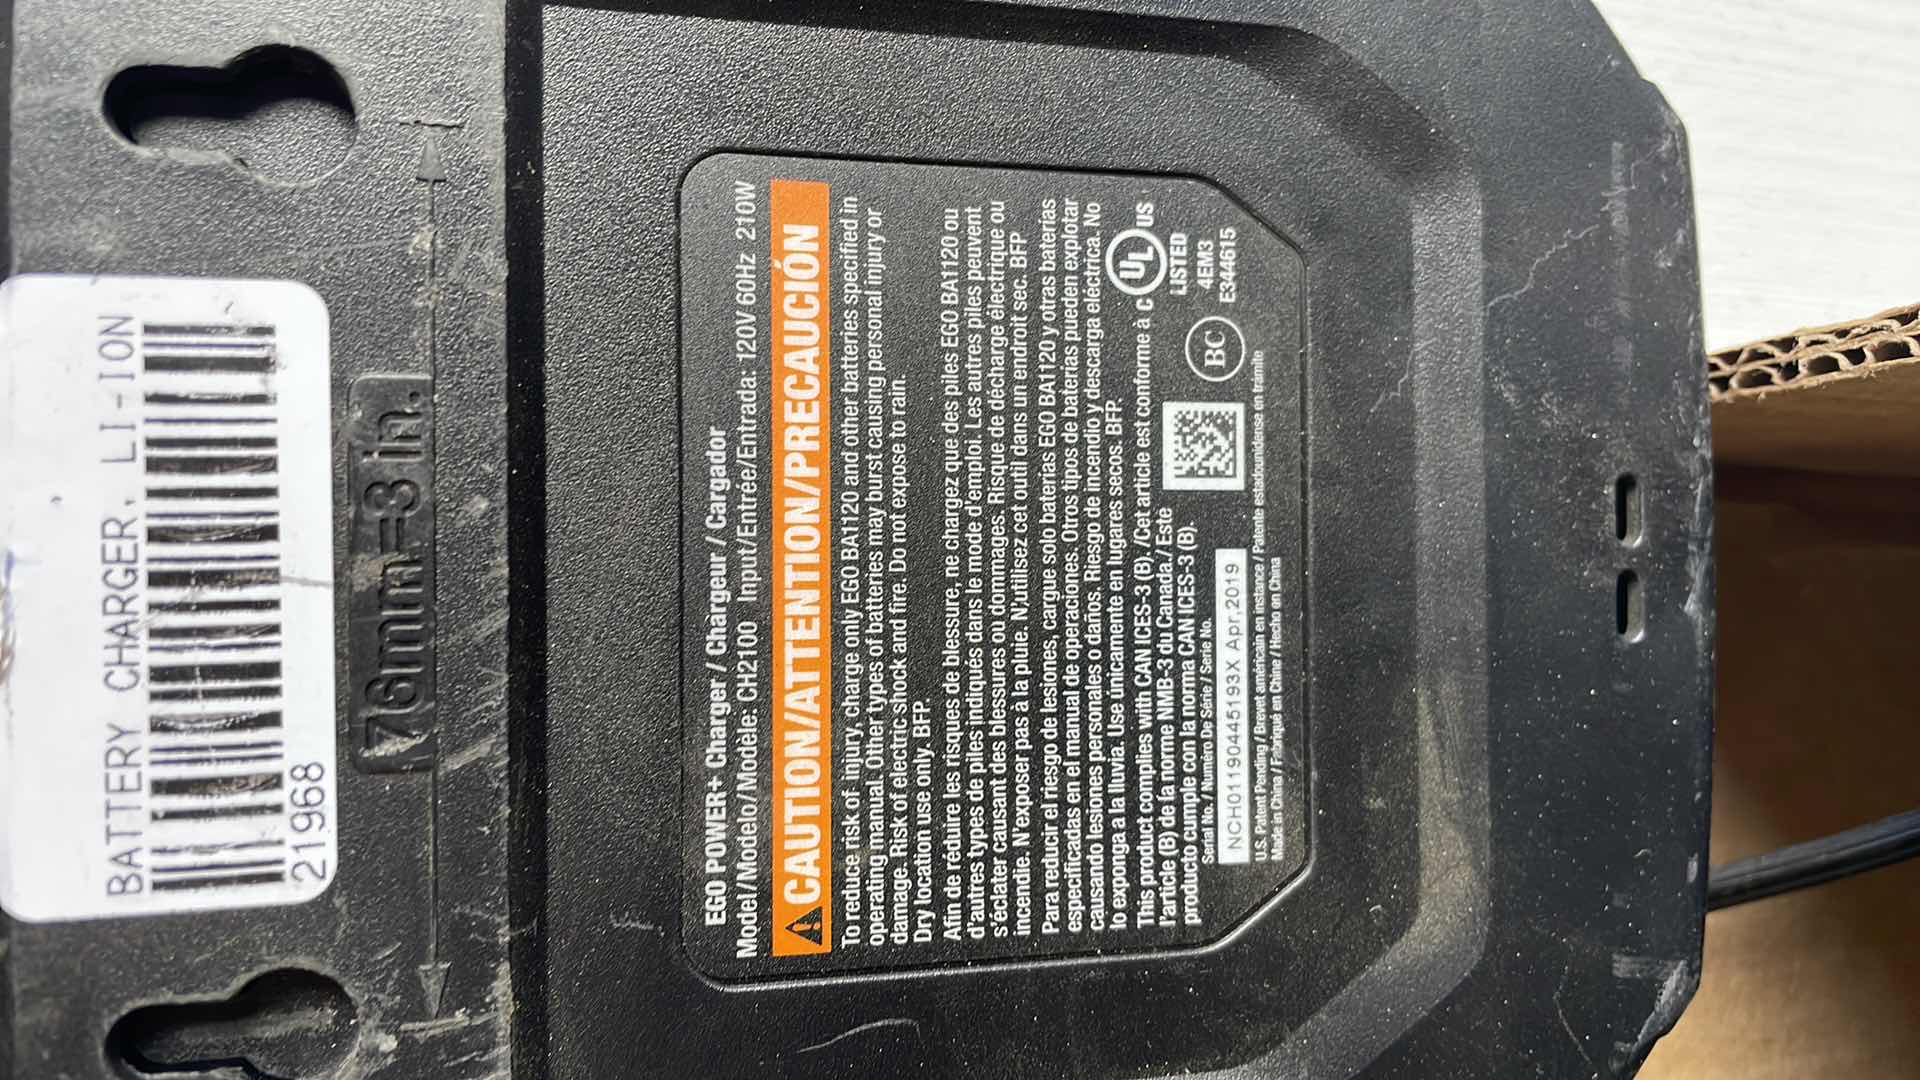 BATTERY CHARGER, LI-ION
21968
76mm=3in.
EGO POWER+ Charger / Chargeur / Cargador
Model/Modelo/Modele: CH2100 Input/Entrée/Entrada: 120V 60Hz 210W
CAUTION/ATTENTION/PRECAUCIÓN
To reduce risk of injury, charge only EGO BA1120 and other batteries specified in
operating manual. Other types of batteries may burst causing personal injury or
damage. Risk of electric shock and fire. Do not expose to rain.
Dry location use only. BFP
Afin de réduire les risques de blessure, ne chargez que des piles EGO BA1120 ou
d'autres types de piles indiqués dans le mode d'emploi. Les autres piles peuvent
s'éclater causant des blessures ou dommages. Risque de décharge électrique ou
incendie. N'exposer pas à la pluie. N'utilisez cet outil dans un endroit sec. BFP
Para reducir el riesgo de lesiones, cargue solo baterías EGO BA1120 y otras baterías
especificadas en el manual de operaciones. Otros tipos de baterías pueden explotar
causando lesiones personales o daños. Riesgo de incendio y descarga eléctrica. No
lo exponga a la lluvia. Use únicamente en lugares secos. BFP.
This product complies with CAN ICES-3 (B). /Cet article est conforme à
l'article (B) de la norme NMB-3 du Canada./ Este
producto cumple con la norma CAN ICES-3 (B).
Serial No. / Numéro De Série / Serie No.
NCH01190445193X Apr,2019
U.S. Patent Pending / Brevet américain en instance / Patente estadounidense en trámite
Made in China / Fabriqué en Chine / Hecho en China
BC
C UL US
LISTED
4EM3
E344615